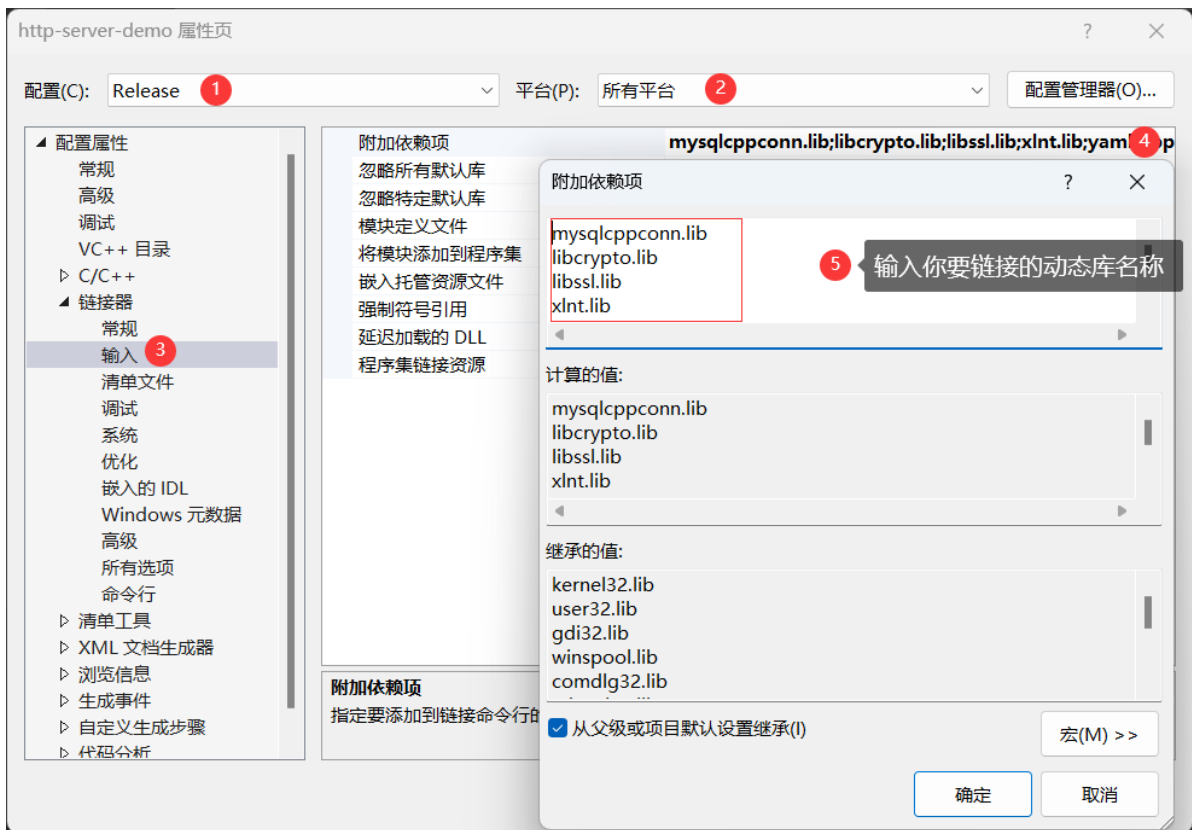 http-server-demo 属性页
配置(C): Release 1 平台(P): 所有平台 2 配置管理器(O)...
配置属性
常规
高级
调试
VC++ 目录
C/C++
链接器
常规
输入 3
清单文件
调试
系统
优化
嵌入的 IDL
Windows 元数据
高级
所有选项
命令行
清单工具
XML 文档生成器
浏览信息
生成事件
自定义生成步骤
代码分析
附加依赖项 mysqlcppconn.lib;libcrypto.lib;libssl.lib;xlnt.lib;yaml 4
忽略所有默认库
忽略特定默认库
模块定义文件
将模块添加到程序集
嵌入托管资源文件
强制符号引用
延迟加载的 DLL
程序集链接资源
附加依赖项
指定要添加到链接命令行的
附加依赖项 ?
mysqlcppconn.lib
libcrypto.lib
libssl.lib
xlnt.lib
5 输入你要链接的动态库名称
计算的值:
mysqlcppconn.lib
libcrypto.lib
libssl.lib
xlnt.lib
继承的值:
kernel32.lib
user32.lib
gdi32.lib
winspool.lib
comdlg32.lib
从父级或项目默认设置继承(I)
宏(M) >>
确定 取消